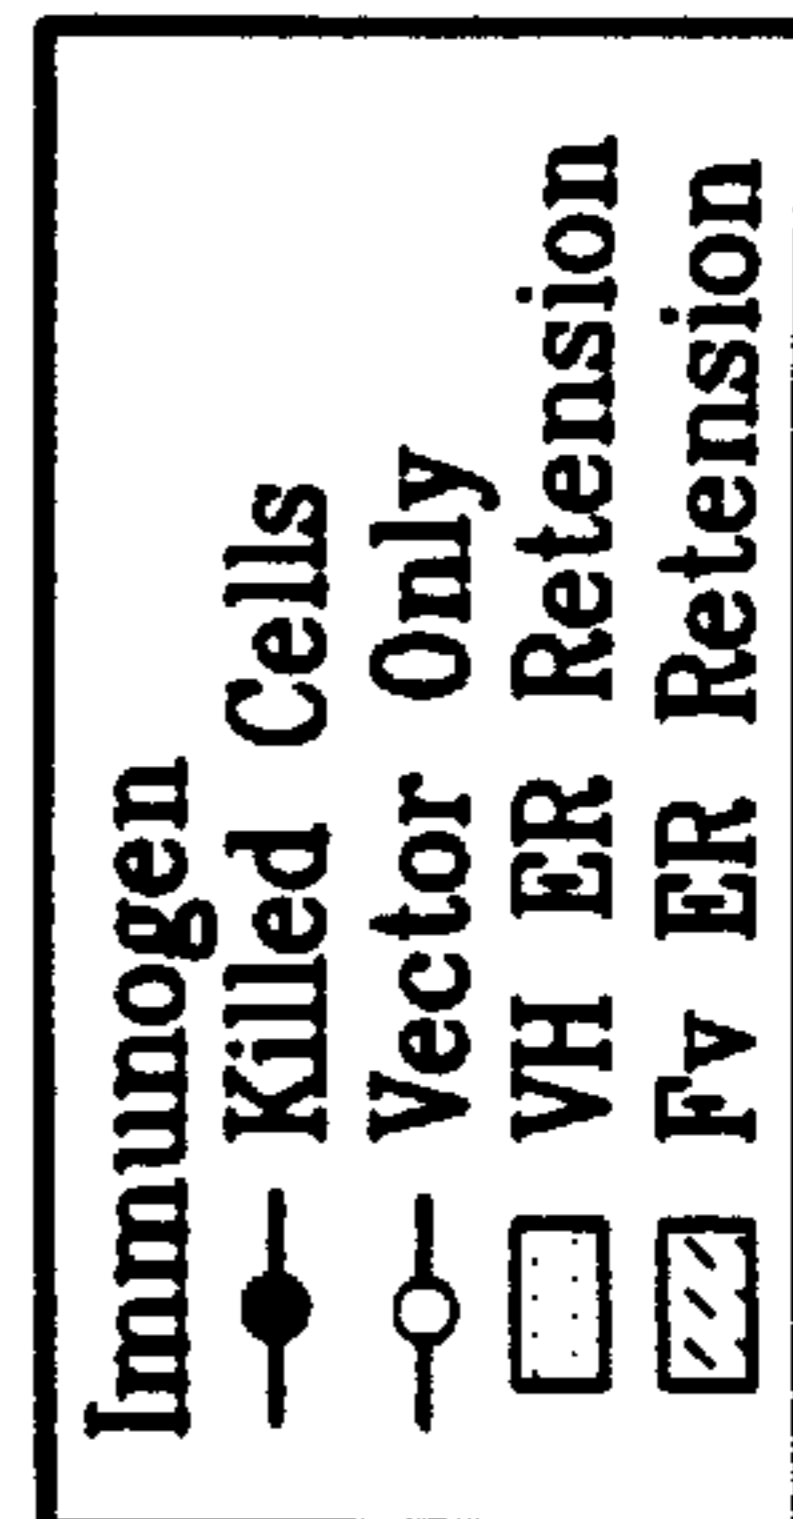 Immunogen
Killed Cells
Vector Only
VH ER Retension
Fv ER Retension